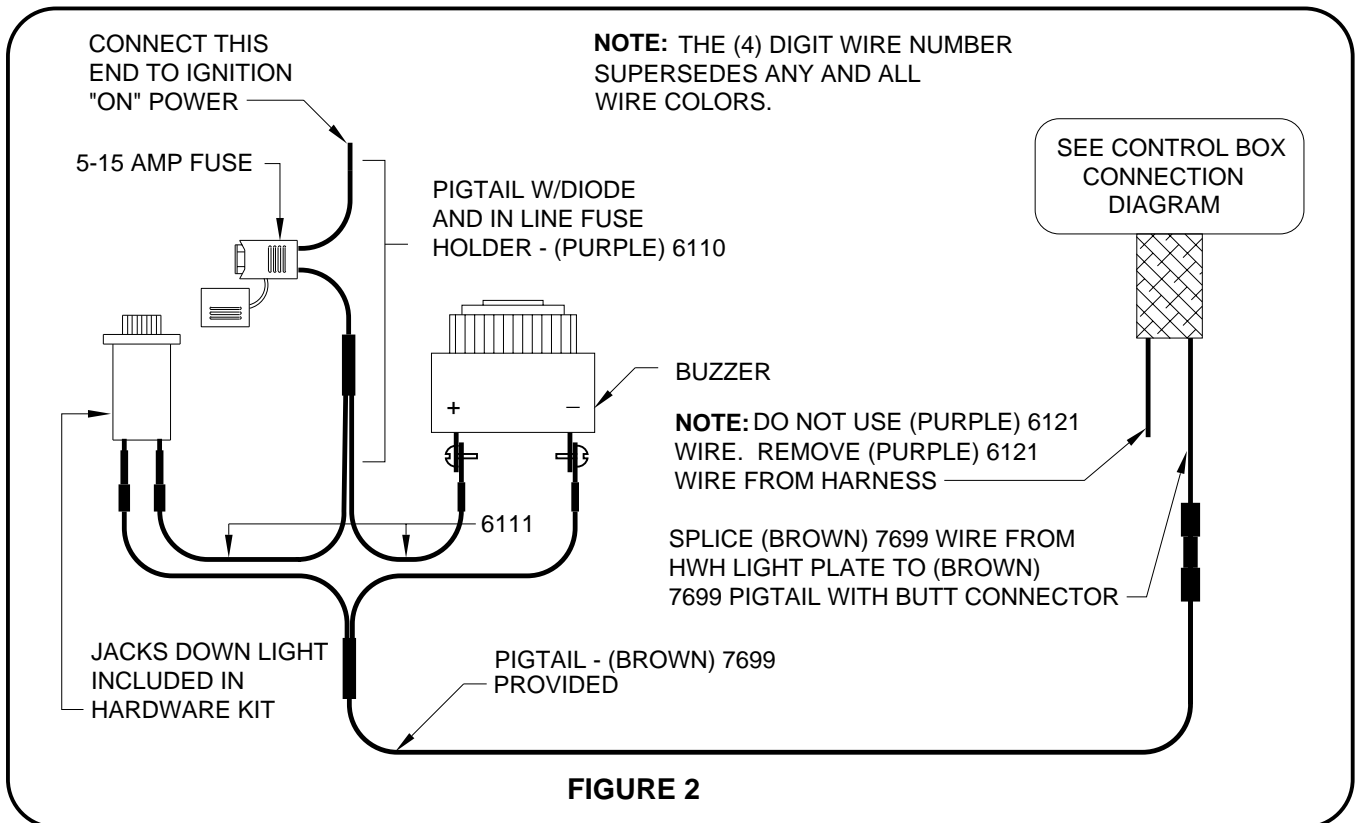 CONNECT THIS
END TO IGNITION
"ON" POWER
NOTE: THE (4) DIGIT WIRE NUMBER
SUPERSEDES ANY AND ALL
WIRE COLORS.
5-15 AMP FUSE
PIGTAIL W/DIODE
AND IN LINE FUSE
HOLDER - (PURPLE) 6110
SEE CONTROL BOX
CONNECTION
DIAGRAM
+ –
BUZZER
NOTE: DO NOT USE (PURPLE) 6121
WIRE. REMOVE (PURPLE) 6121
WIRE FROM HARNESS
6111
SPLICE (BROWN) 7699 WIRE FROM
HWH LIGHT PLATE TO (BROWN)
7699 PIGTAIL WITH BUTT CONNECTOR
JACKS DOWN LIGHT
INCLUDED IN
HARDWARE KIT
PIGTAIL - (BROWN) 7699
PROVIDED
FIGURE 2